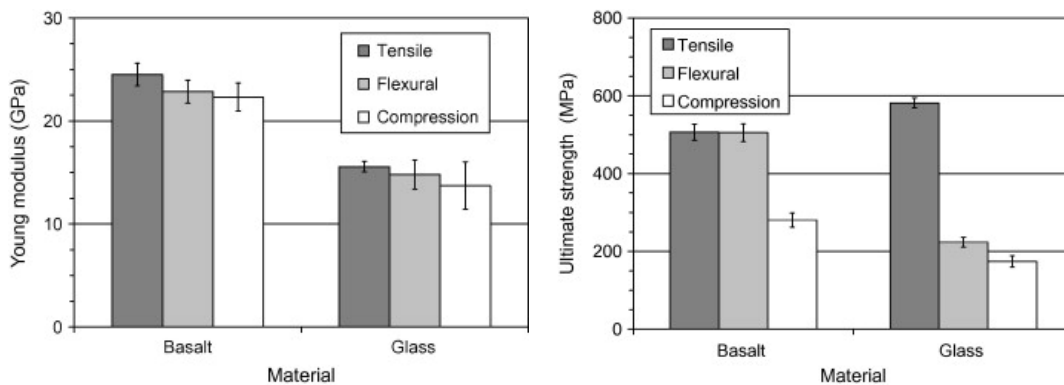 30
20
10
0
Young modulus (GPa)
Tensile
Flexural
Compression
Basalt
Glass
Material
800
600
400
200
0
Ultimate strength (MPa)
Tensile
Flexural
Compression
Basalt
Glass
Material